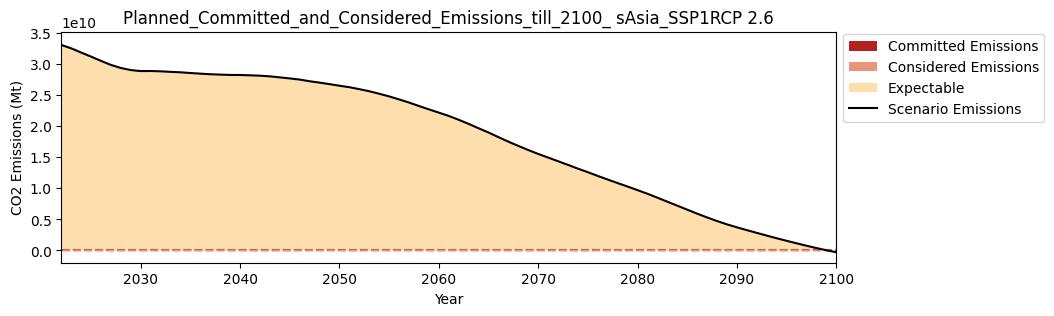 Planned_Committed_and_Considered_Emissions_till_2100_ sAsia_SSP1RCP 2.6
1e10
3.5
3.0
2.5
2.0
1.5
1.0
0.5
0.0
CO2 Emissions (Mt)
2030 2040 2050 2060 2070 2080 2090 2100
Year
Committed Emissions
Considered Emissions
Expectable
Scenario Emissions